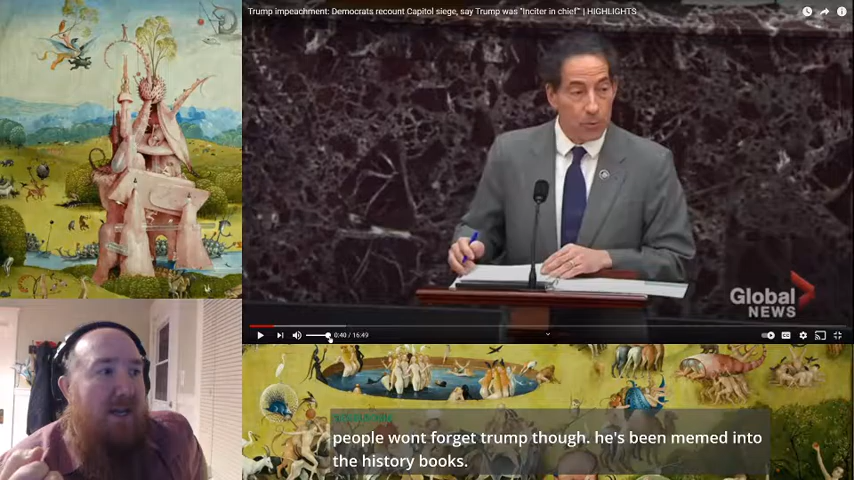 Trump impeachment: Democrats recount Capitol siege, say Trump was "Inciter in chief" | HIGHLIGHTS
Global
NEWS
0:40 / 16:49
people wont forget trump though. he's been memed into
the history books.